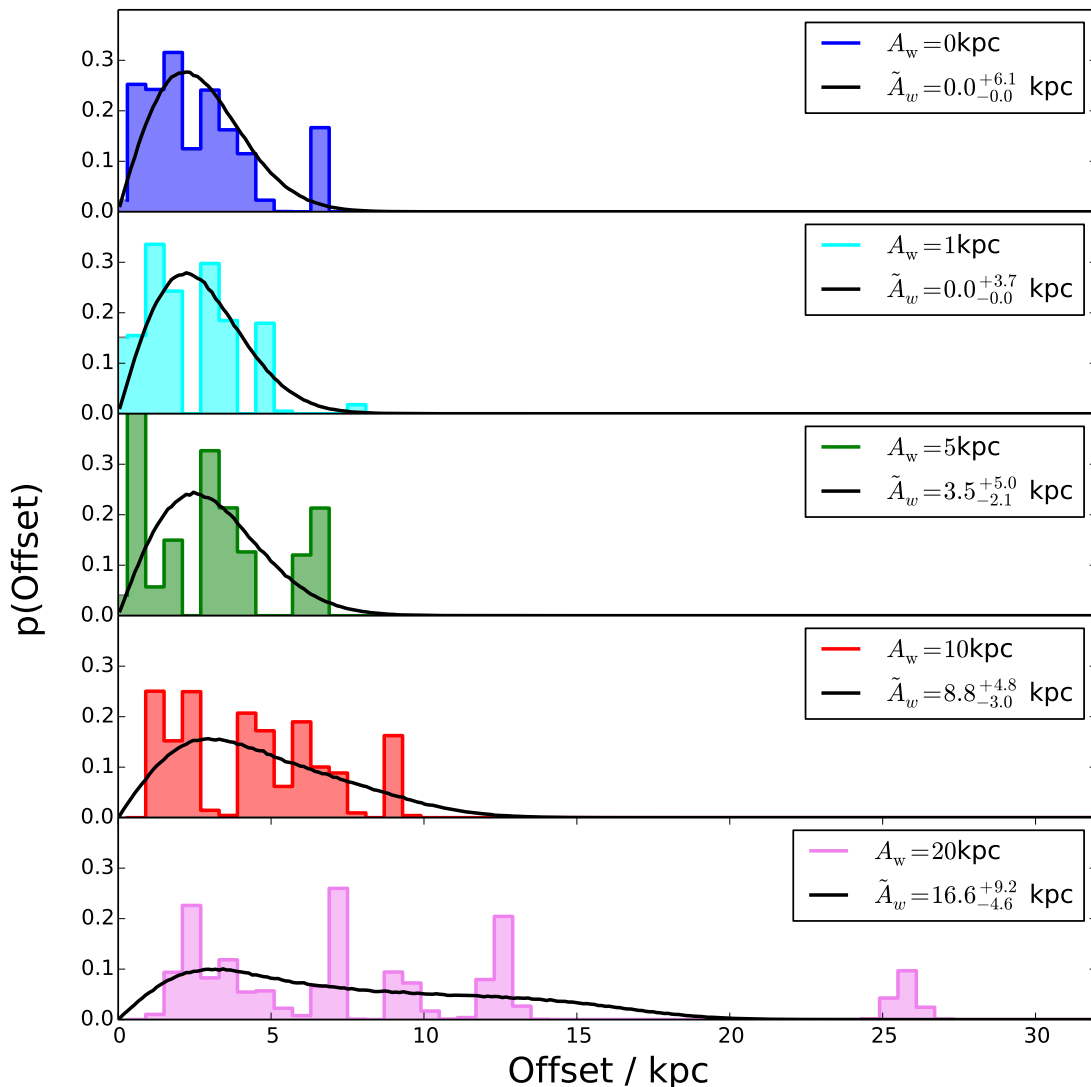 p(Offset)
0.3
0.2
0.1
0.0
A_w=0kpc
Ã_w=0.0^{+6.1}_{-0.0} kpc
0.3
0.2
0.1
0.0
A_w=1kpc
Ã_w=0.0^{+3.7}_{-0.0} kpc
0.3
0.2
0.1
0.0
A_w=5kpc
Ã_w=3.5^{+5.0}_{-2.1} kpc
0.3
0.2
0.1
0.0
A_w=10kpc
Ã_w=8.8^{+4.8}_{-3.0} kpc
0.3
0.2
0.1
0.0
A_w=20kpc
Ã_w=16.6^{+9.2}_{-4.6} kpc
0 5 10 15 20 25 30
Offset / kpc